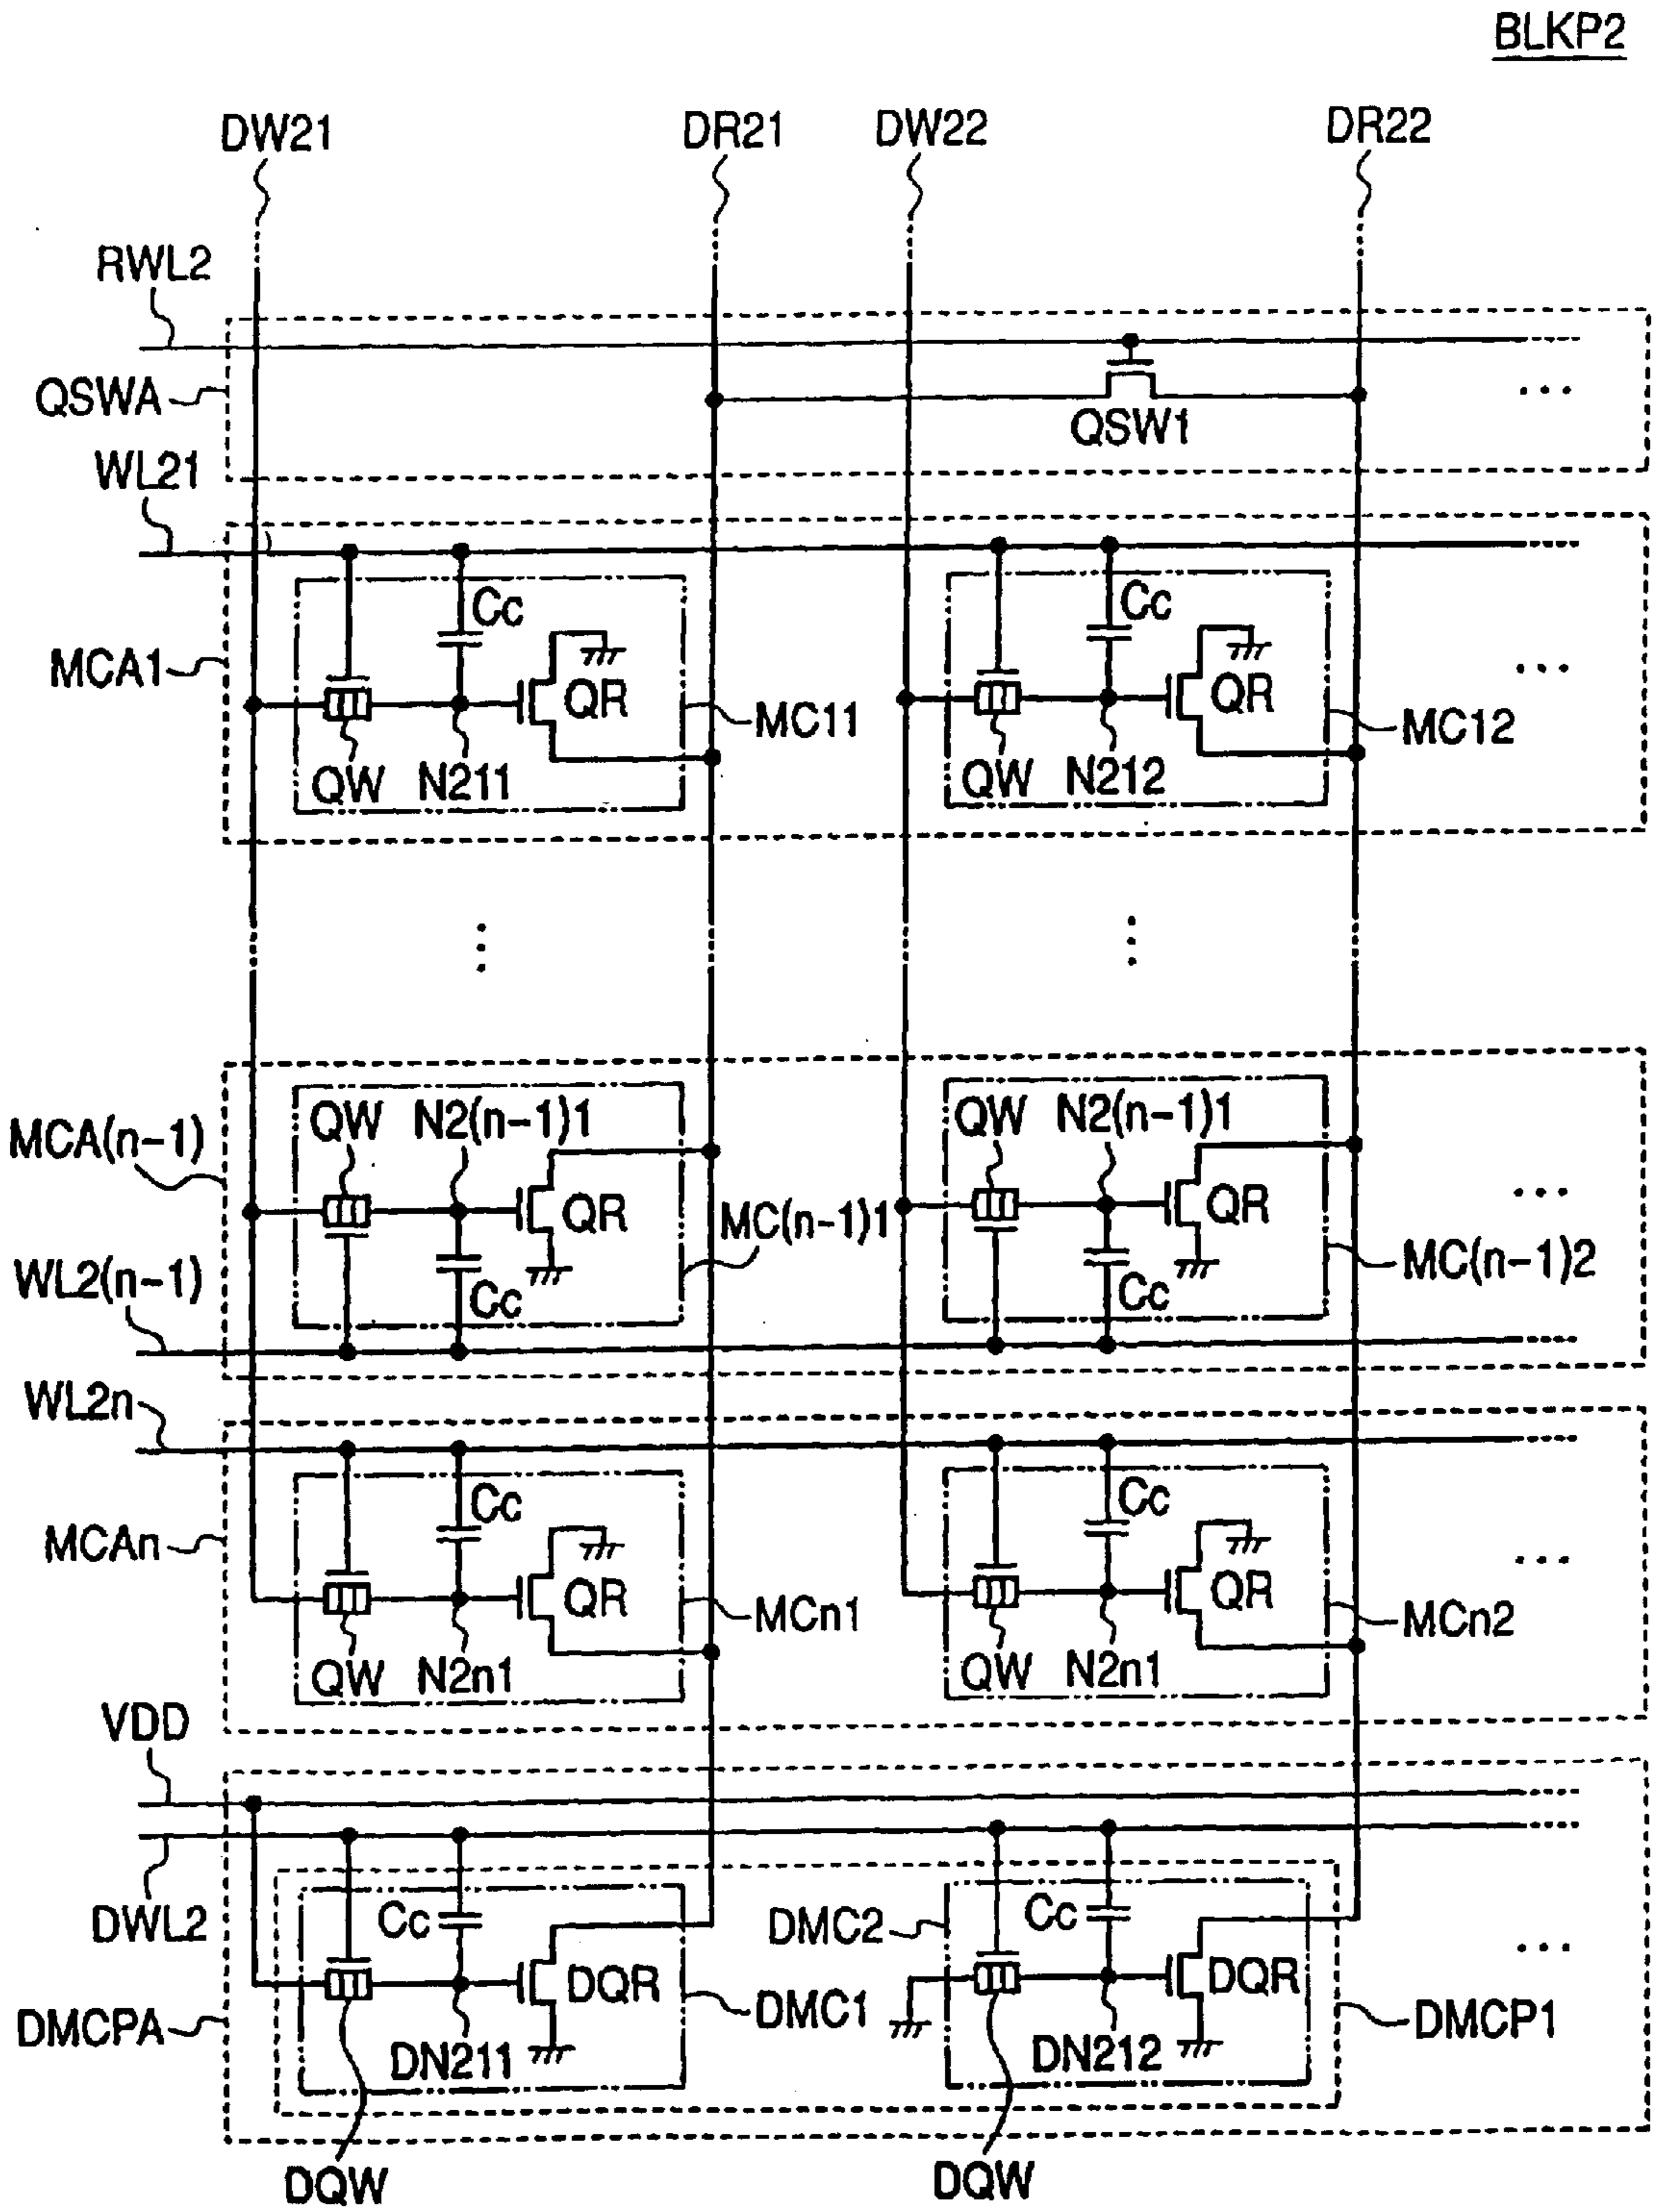 BLKP2
DW21 DR21 DW22 DR22
RWL2
QSWA
QSW1
WL21
Cc Cc
MCA1
QR QR
MC11 MC12
QW N211 QW N212
QW N2(n-1)1 QW N2(n-1)1
MCA(n-1)
QR QR
MC(n-1)1 MC(n-1)2
WL2(n-1)
Cc Cc
WL2n
Cc Cc
MCAn
QR QR
MCn1 MCn2
QW N2n1 QW N2n1
VDD
DWL2
Cc DMC2 Cc
DQR DQR
DMCPA DMC1 DMCP1
DN211 DN212
DQW DQW